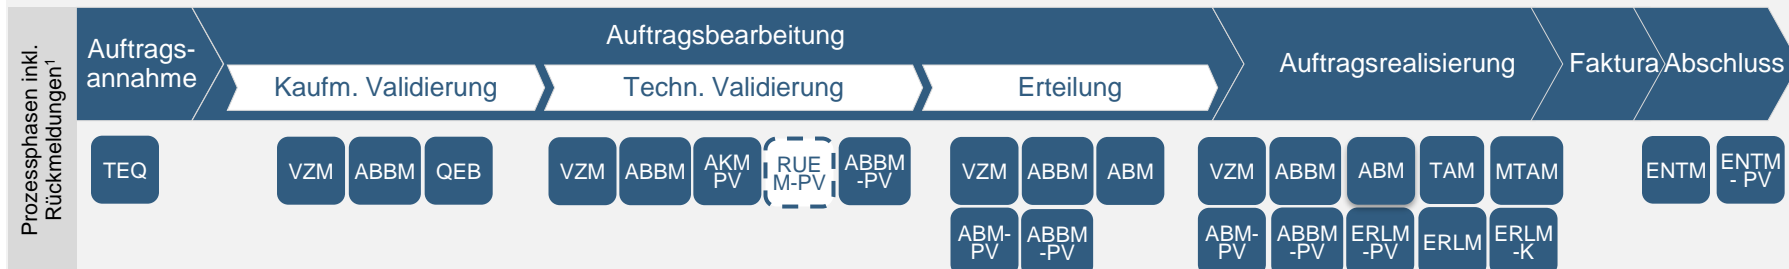 Prozessphasen inkl.
Rückmeldungen¹
Auftrags-
annahme
Auftragsbearbeitung
Kaufm. Validierung
Techn. Validierung
Erteilung
Auftragsrealisierung
Faktura
Abschluss
TEQ
VZM
ABBM
QEB
VZM
ABBM
AKM
PV
RUE
M-PV
ABBM
-PV
VZM
ABBM
ABM
ABM-
PV
ABBM
-PV
VZM
ABBM
ABM
TAM
MTAM
ABM-
PV
ABBM
-PV
ERLM
-PV
ERLM
ERLM
-K
ENTM
ENTM
- PV